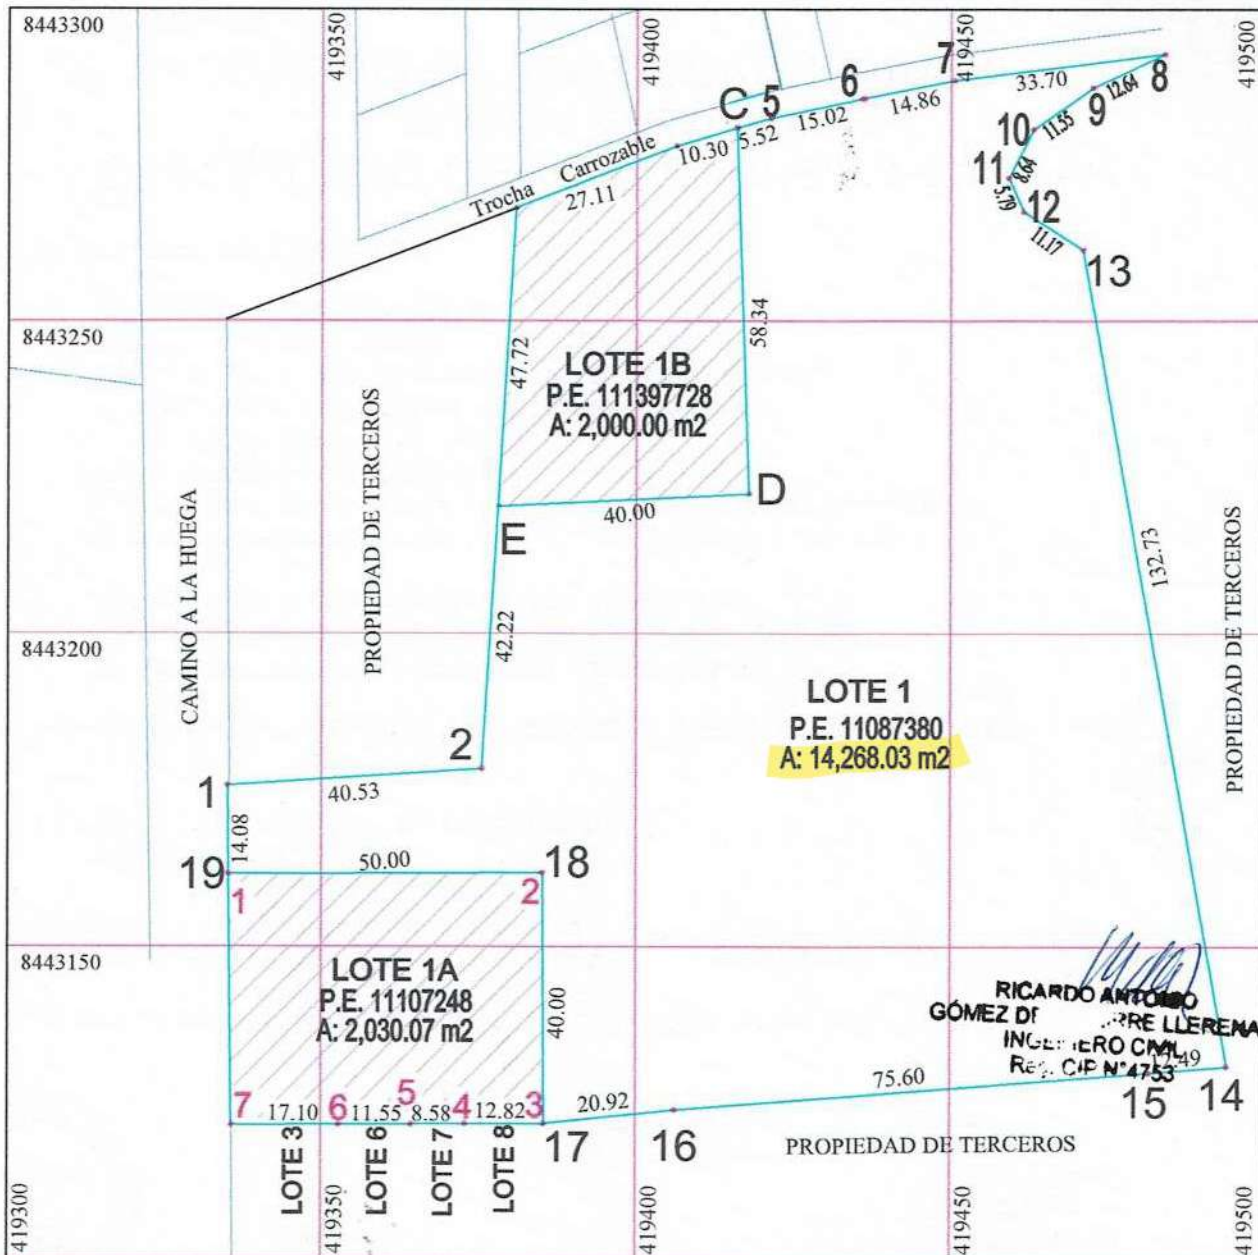 8443300
419350
419400
419450
419500
C
5
6
7
8
5.52
15.02
14.86
33.70
12.64
9
10
11.55
11
8.64
5.79
12
11.17
13
Trocha Carrozable
10.30
27.11
8443250
47.72
58.34
LOTE 1B
P.E. 111397728
A: 2,000.00 m2
CAMINO A LA HUEGA
PROPIEDAD DE TERCEROS
D
E
40.00
132.73
PROPIEDAD DE TERCEROS
8443200
42.22
LOTE 1
P.E. 11087380
A: 14,268.03 m2
2
1
40.53
14.08
19
50.00
18
1
2
8443150
LOTE 1A
P.E. 11107248
A: 2,030.07 m2
40.00
RICARDO ANTONIO
GÓMEZ LLERENA
CIVIL
CIP N°4753
7
17.10
6
11.55
5
8.58
4
12.82
3
20.92
75.60
17
16
15
14
PROPIEDAD DE TERCEROS
LOTE 3
LOTE 6
LOTE 7
LOTE 8
419300
419350
419400
419450
419500